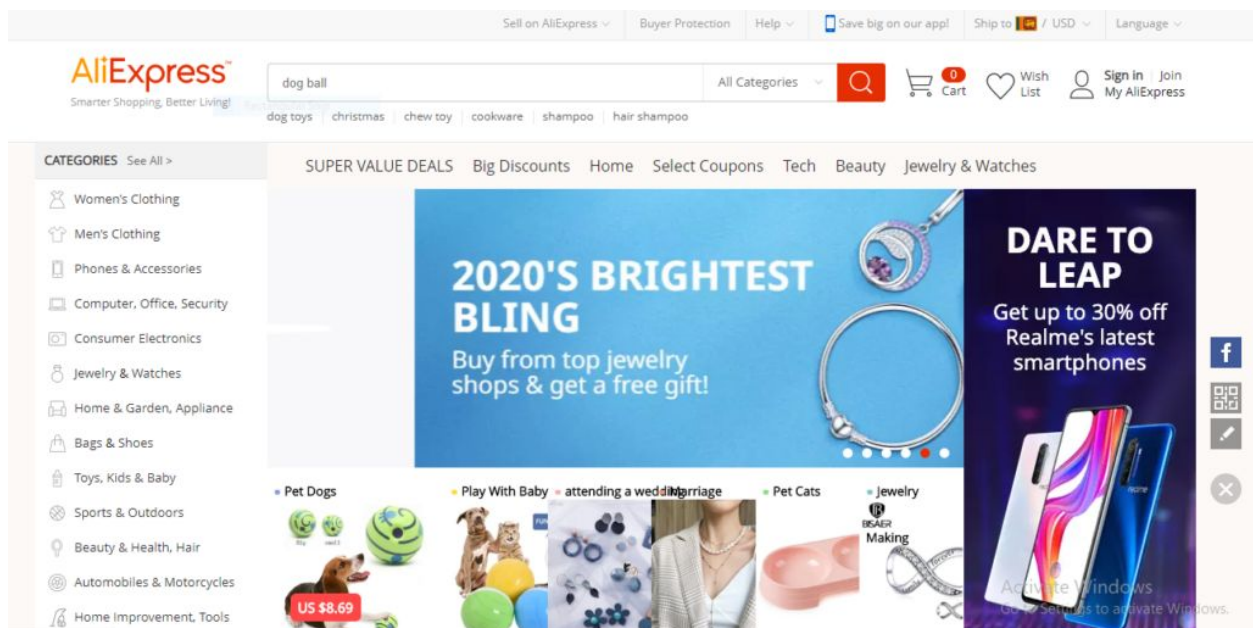 Sell on AliExpress Buyer Protection Help Save big on our app! Ship to / USD Language
AliExpress™
Smarter Shopping, Better Living!
dog ball All Categories
0
Cart
Wish
List
Sign in Join
My AliExpress
dog toys christmas chew toy cookware shampoo hair shampoo
CATEGORIES See All >
SUPER VALUE DEALS Big Discounts Home Select Coupons Tech Beauty Jewelry & Watches
Women's Clothing
Men's Clothing
Phones & Accessories
Computer, Office, Security
Consumer Electronics
Jewelry & Watches
Home & Garden, Appliance
Bags & Shoes
Toys, Kids & Baby
Sports & Outdoors
Beauty & Health, Hair
Automobiles & Motorcycles
Home Improvement, Tools
2020'S BRIGHTEST
BLING
Buy from top jewelry
shops & get a free gift!
DARE TO
LEAP
Get up to 30% off
Realme's latest
smartphones
realme
Pet Dogs
US $8.69
Play With Baby
FUN
attending a wedding
Marriage
Pet Cats
Jewelry
BISAER
Making
Activate Windows
Go to Settings to activate Windows.